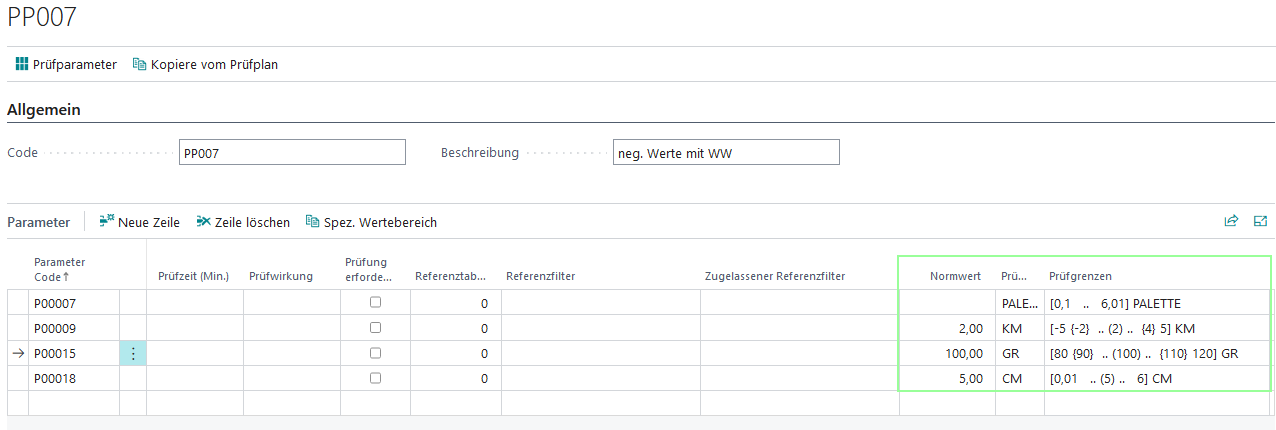 PP007
Prüfparameter Kopiere vom Prüfplan
Allgemein
Code PP007 Beschreibung neg. Werte mit WW
Parameter Neue Zeile Zeile löschen Spez. Wertebereich
Parameter Code↑ Prüfzeit (Min.) Prüfwirkung Prüfung erforde... Referenztab... Referenzfilter Zugelassener Referenzfilter Normwert Prü... Prüfgrenzen
P00007 0 PALE... [0,1 .. 6,01] PALETTE
P00009 0 2,00 KM [-5 {-2} .. (2) .. {4} 5] KM
P00015 0 100,00 GR [80 {90} .. (100) .. {110} 120] GR
P00018 0 5,00 CM [0,01 .. (5) .. 6] CM